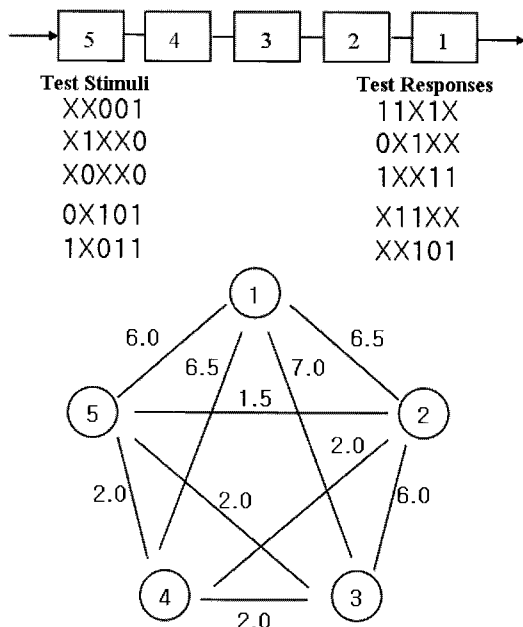 5 4 3 2 1
Test Stimuli Test Responses
XX001 11X1X
X1XX0 0X1XX
X0XX0 1XX11
0X101 X11XX
1X011 XX101
1
6.0 6.5 7.0 6.5
5 1.5 2
2.0 2.0 2.0 6.0
4 3
2.0